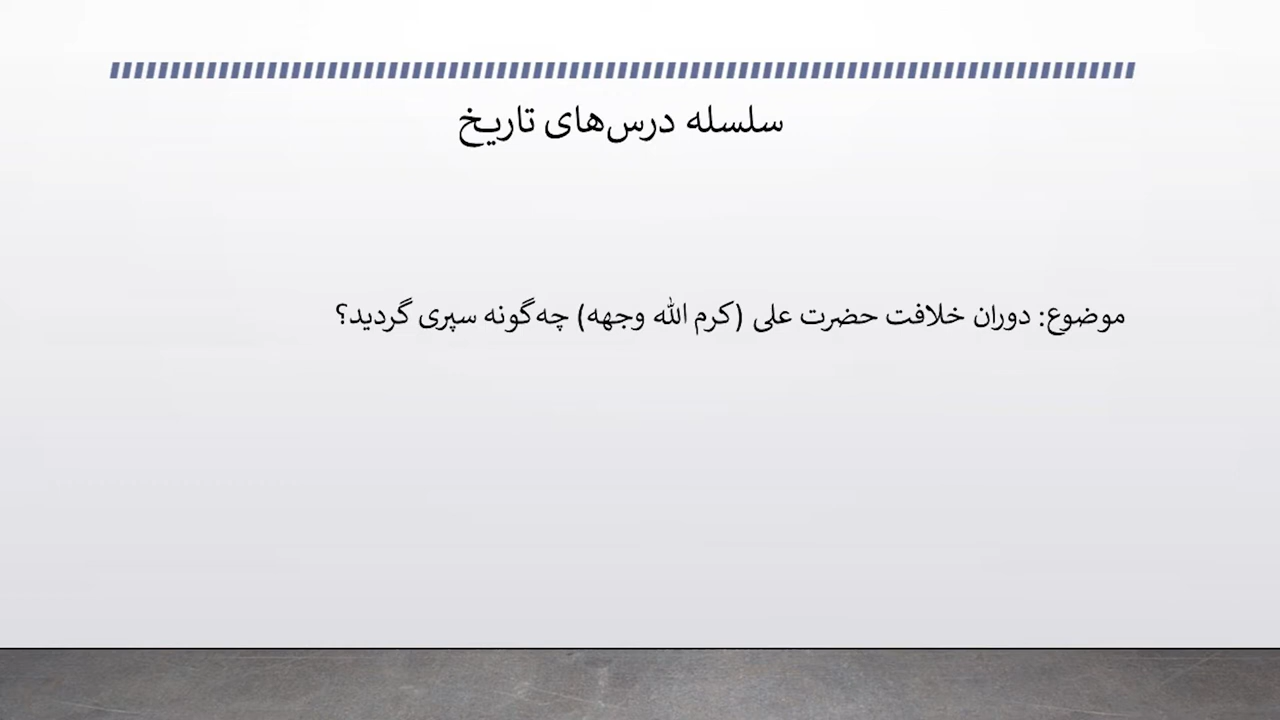 سلسله درس‌های تاریخ
موضوع: دوران خلافت حضرت علی (کرم الله وجهه) چه‌گونه سپری گردید؟